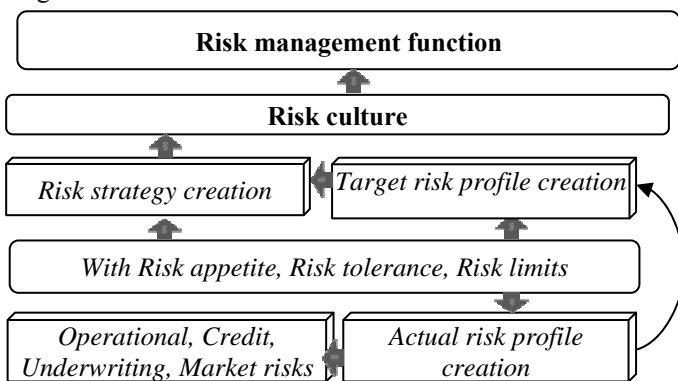 Risk management function
Risk culture
Risk strategy creation
Target risk profile creation
With Risk appetite, Risk tolerance, Risk limits
Operational, Credit,
Underwriting, Market risks
Actual risk profile
creation